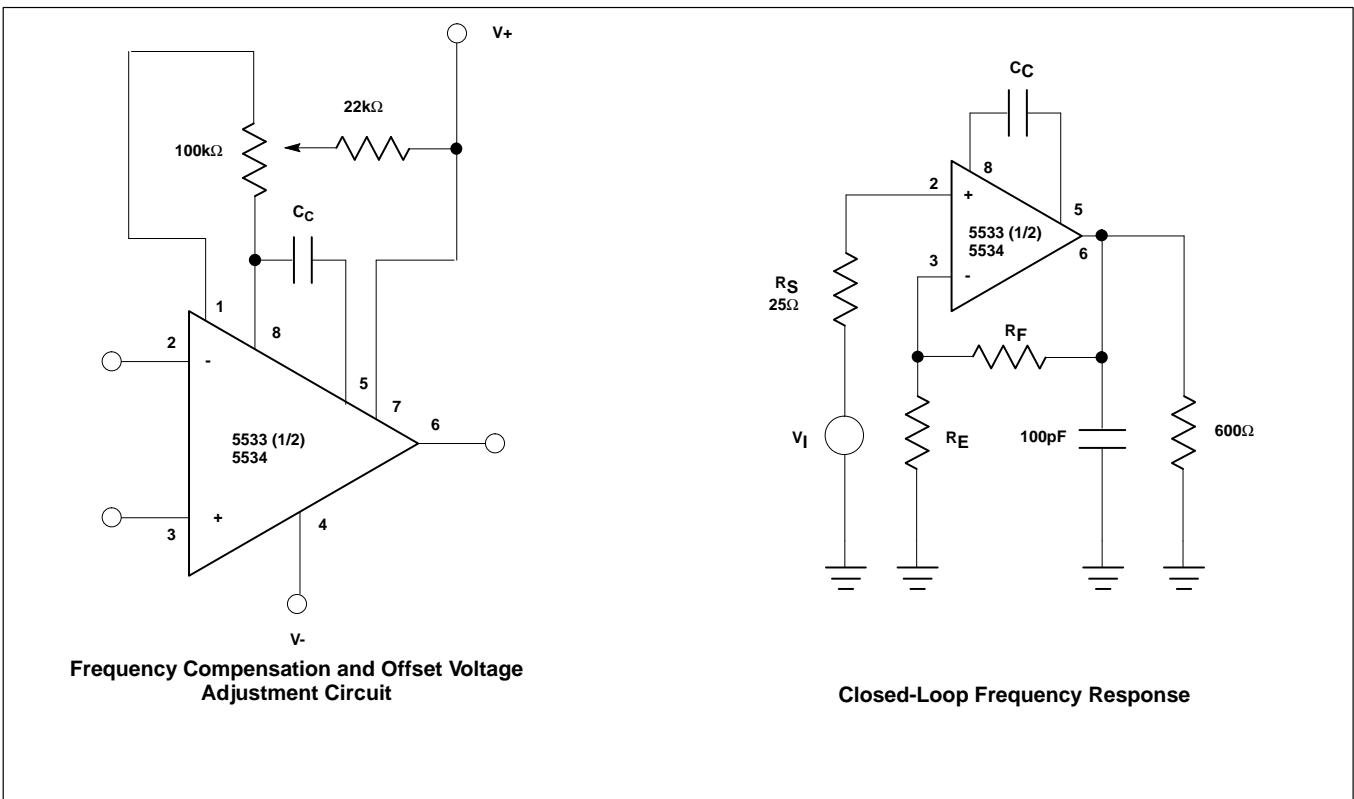 V+
22kΩ
100kΩ
CC
1
8
2
-
5
7
6
5533 (1/2)
5534
+
3
4
V-
Frequency Compensation and Offset Voltage
Adjustment Circuit
CC
8
2
+
5
5533 (1/2)
5534
6
3
-
RS
25Ω
RF
VI
RE
100pF
600Ω
Closed-Loop Frequency Response